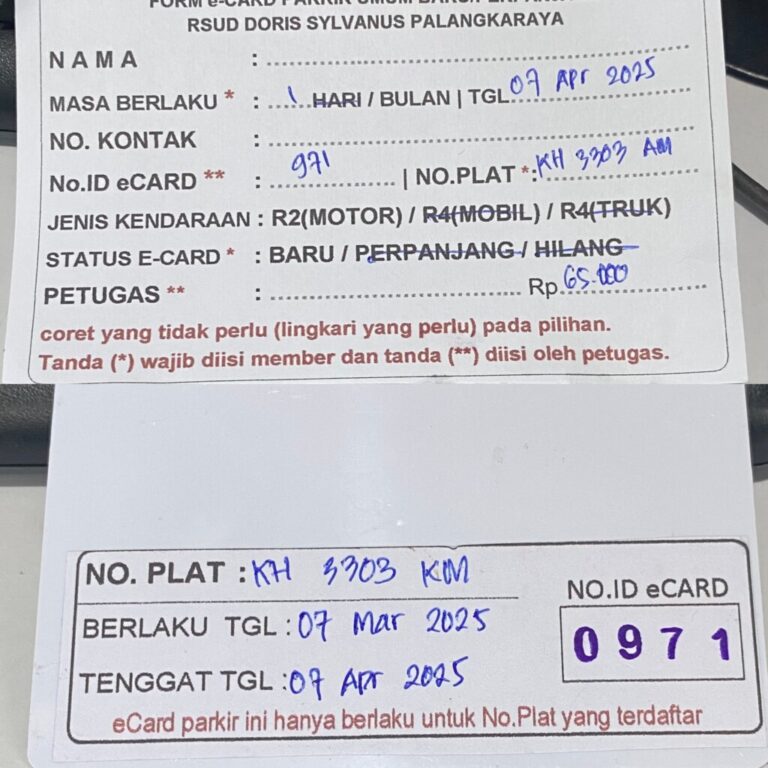 FORM e-CARD PARKIR UMUM
RSUD DORIS SYLVANUS PALANGKARAYA
NAMA : 
MASA BERLAKU * : 1 HARI / BULAN | TGL 07 Apr 2025
NO. KONTAK :
No.ID eCARD ** : 971 | NO.PLAT *: KH 3303 AM
JENIS KENDARAAN : R2(MOTOR) / R4(MOBIL) / R4(TRUK)
STATUS E-CARD * : BARU / PERPANJANG / HILANG
PETUGAS ** : Rp 65.000
coret yang tidak perlu (lingkari yang perlu) pada pilihan.
Tanda (*) wajib diisi member dan tanda (**) diisi oleh petugas.
NO. PLAT : KH 3303 KM
NO.ID eCARD
BERLAKU TGL : 07 Mar 2025
0971
TENGGAT TGL : 07 Apr 2025
eCard parkir ini hanya berlaku untuk No.Plat yang terdaftar